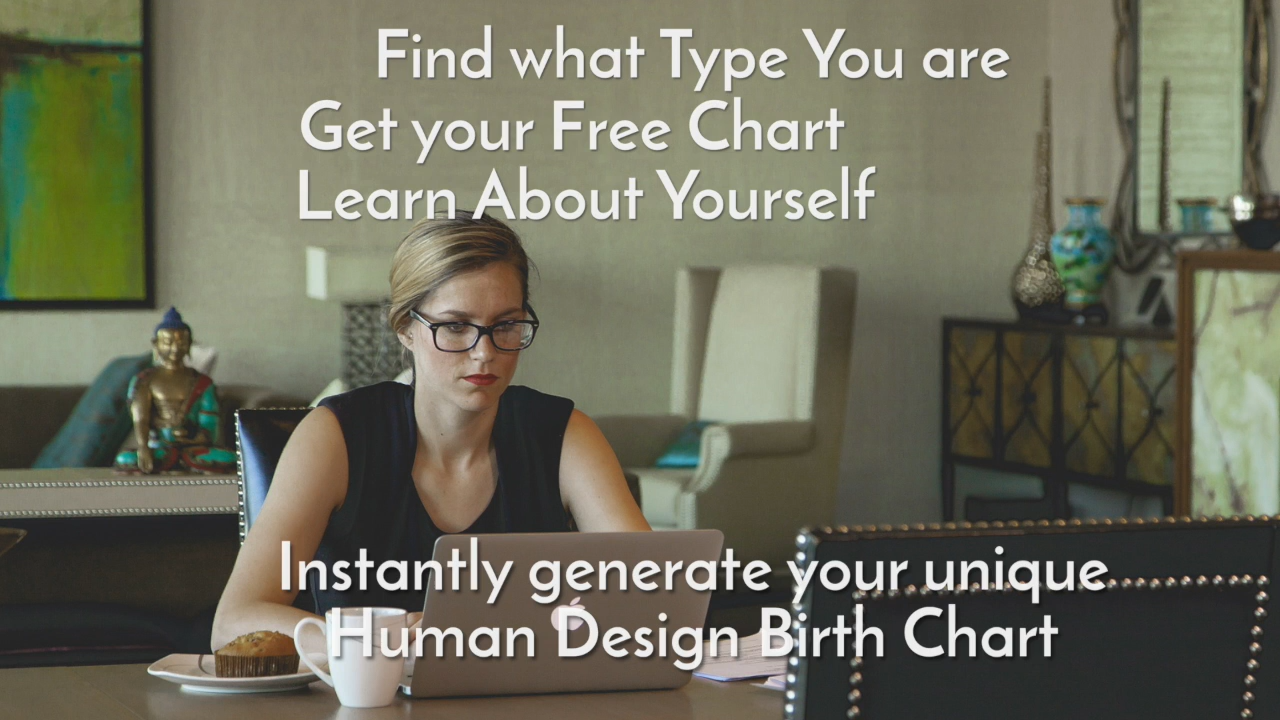 Find what Type You are
Get your Free Chart
Learn About Yourself
Instantly generate your unique
Human Design Birth Chart